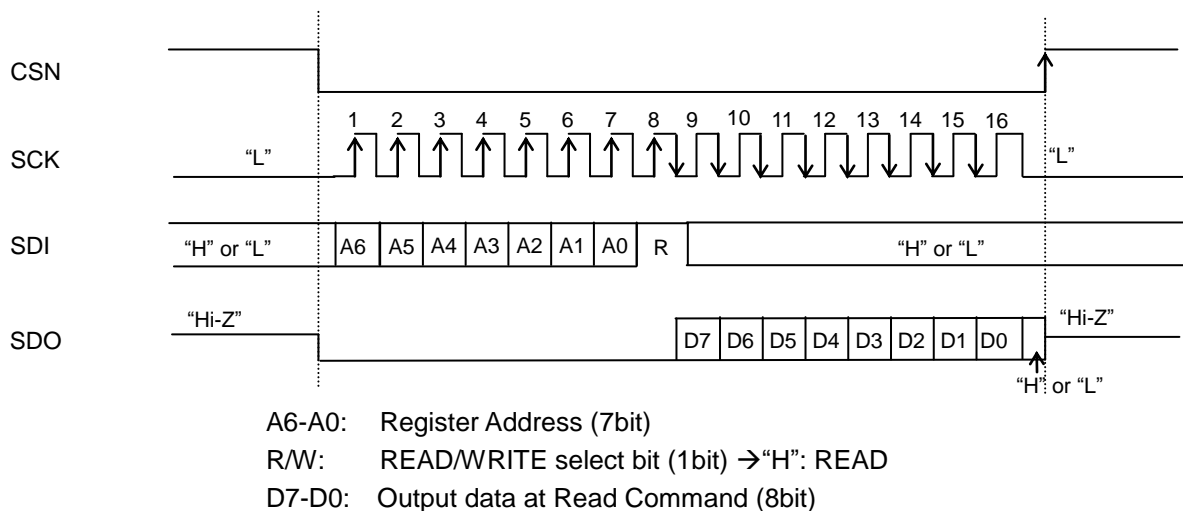 CSN
1 2 3 4 5 6 7 8 9 10 11 12 13 14 15 16
SCK “L” “L”
SDI “H” or “L” A6 A5 A4 A3 A2 A1 A0 R “H” or “L”
“Hi-Z” “Hi-Z”
SDO D7 D6 D5 D4 D3 D2 D1 D0
“H” or “L”
A6-A0: Register Address (7bit)
R/W: READ/WRITE select bit (1bit) →“H”: READ
D7-D0: Output data at Read Command (8bit)